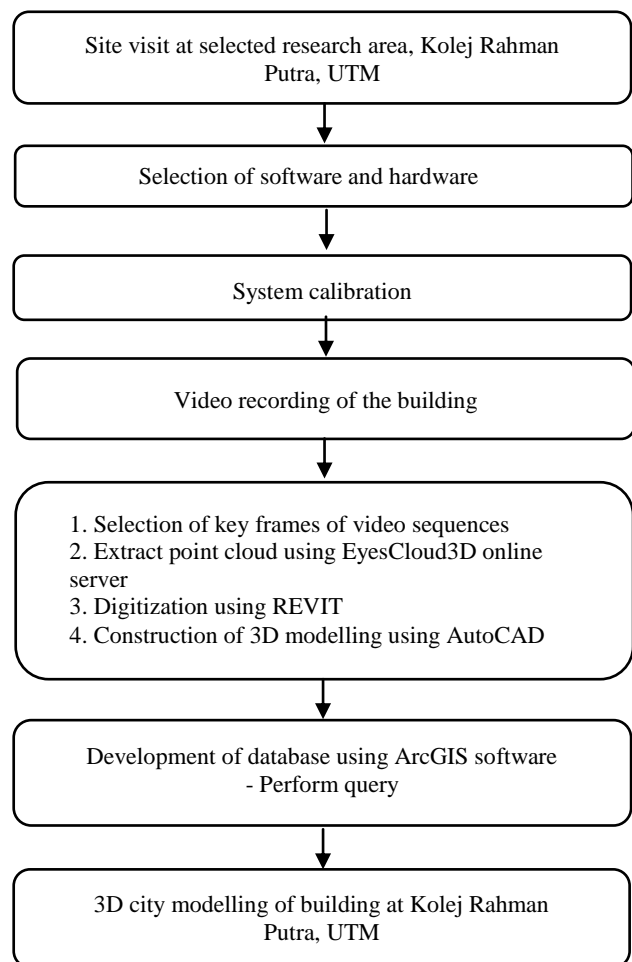 Site visit at selected research area, Kolej Rahman
Putra, UTM
Selection of software and hardware
System calibration
Video recording of the building
1. Selection of key frames of video sequences
2. Extract point cloud using EyesCloud3D online
server
3. Digitization using REVIT
4. Construction of 3D modelling using AutoCAD
Development of database using ArcGIS software
- Perform query
3D city modelling of building at Kolej Rahman
Putra, UTM